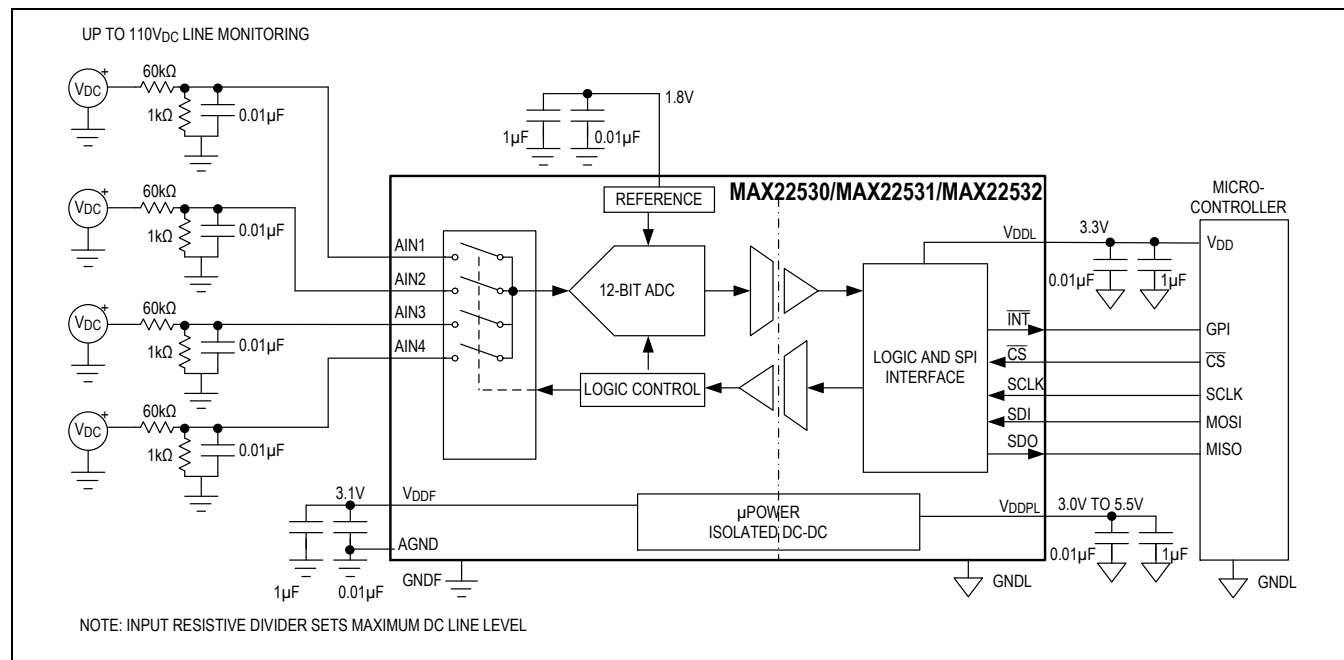 UP TO 110VDC LINE MONITORING
60kΩ
+
VDC
1kΩ
0.01µF
60kΩ
+
VDC
1kΩ
0.01µF
60kΩ
+
VDC
1kΩ
0.01µF
60kΩ
+
VDC
1kΩ
0.01µF
1.8V
1µF
0.01µF
MAX22530/MAX22531/MAX22532
REFERENCE
AIN1
AIN2
AIN3
AIN4
12-BIT ADC
LOGIC CONTROL
LOGIC AND SPI
INTERFACE
VDDL
3.3V
0.01µF
1µF
INT
CS
SCLK
SDI
SDO
MICRO-
CONTROLLER
VDD
GPI
CS
SCLK
MOSI
MISO
3.1V
VDDF
AGND
1µF
0.01µF
GNDF
µPOWER
ISOLATED DC-DC
VDDPL
3.0V TO 5.5V
0.01µF
1µF
GNDL
GNDL
NOTE: INPUT RESISTIVE DIVIDER SETS MAXIMUM DC LINE LEVEL